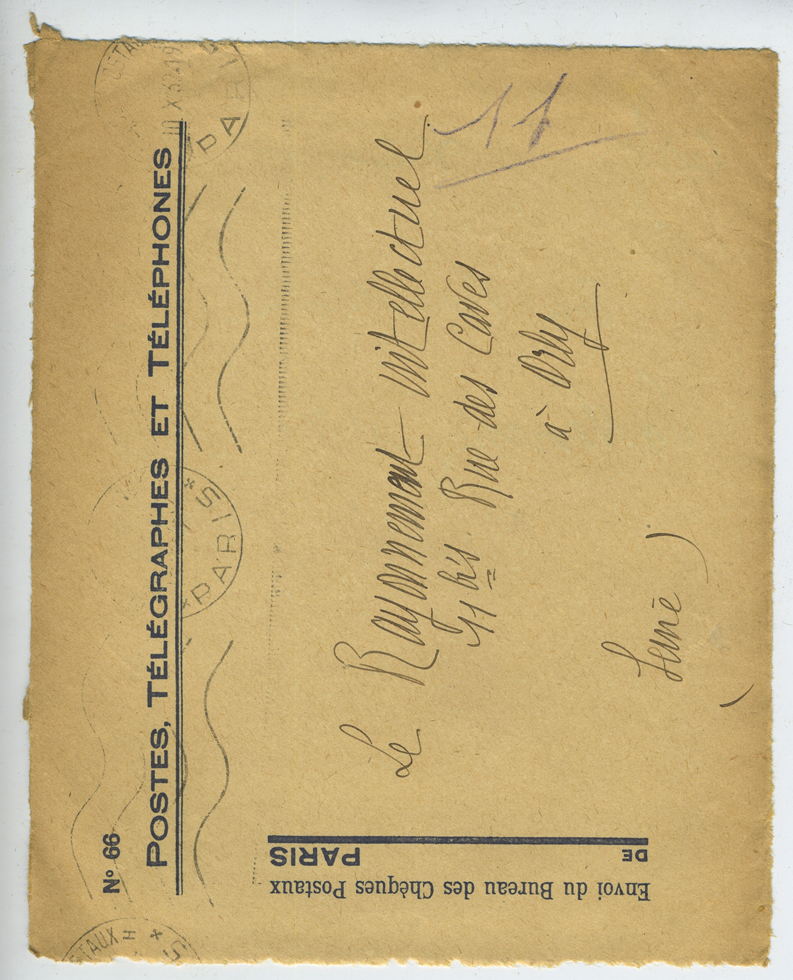 N° 66
POSTES, TÉLÉGRAPHES ET TÉLÉPHONES
PARIS
PARIS
11
Le Rayonnement intellectuel
11 bis Rue des Caves
à Orly
(Seine)
Envoi du Bureau des Chèques Postaux
DE PARIS